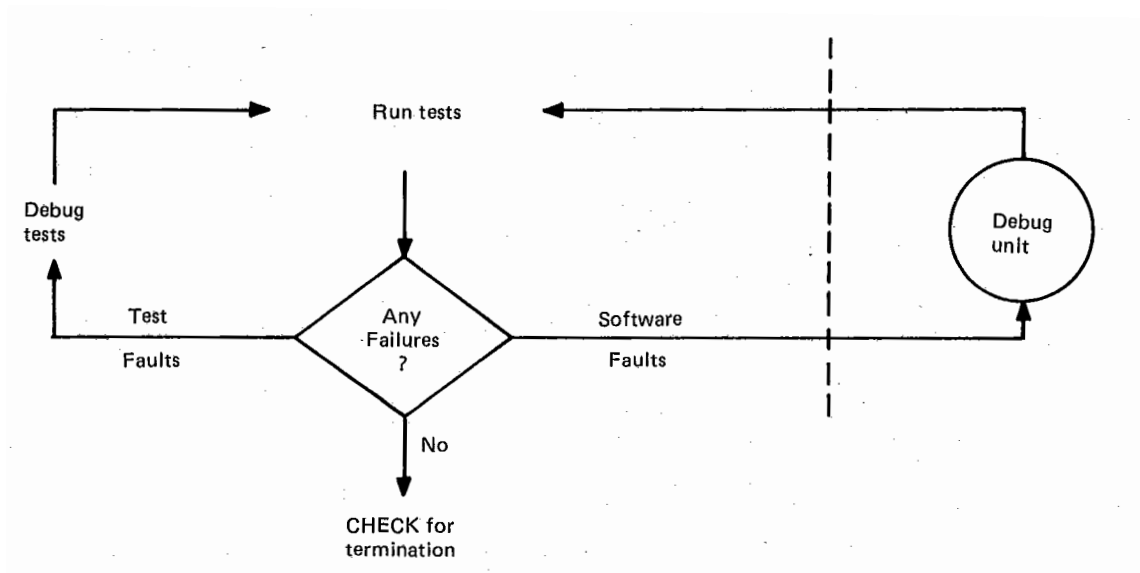 Run tests
Debug
tests
Debug
unit
Any
Failures
?
Test
Faults
Software
Faults
No
CHECK for
termination